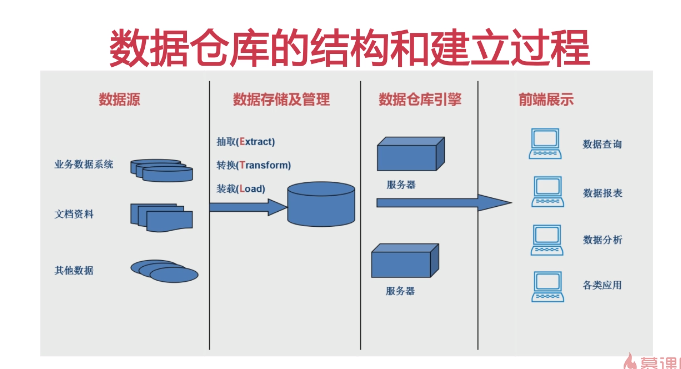 数据仓库的结构和建立过程
数据源
数据存储及管理
数据仓库引擎
前端展示
业务数据系统
文档资料
其他数据
抽取(Extract)
转换(Transform)
装载(Load)
服务器
服务器
数据查询
数据报表
数据分析
各类应用
慕课